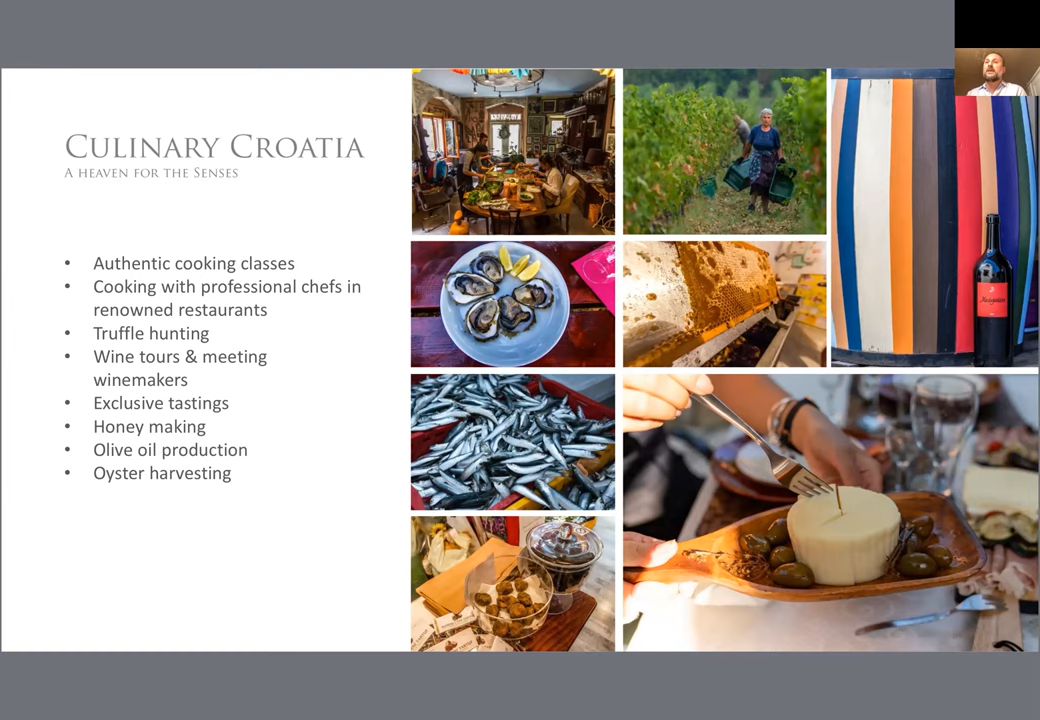 CULINARY CROATIA
A HEAVEN FOR THE SENSES
• Authentic cooking classes
• Cooking with professional chefs in
renowned restaurants
• Truffle hunting
• Wine tours & meeting
winemakers
• Exclusive tastings
• Honey making
• Olive oil production
• Oyster harvesting